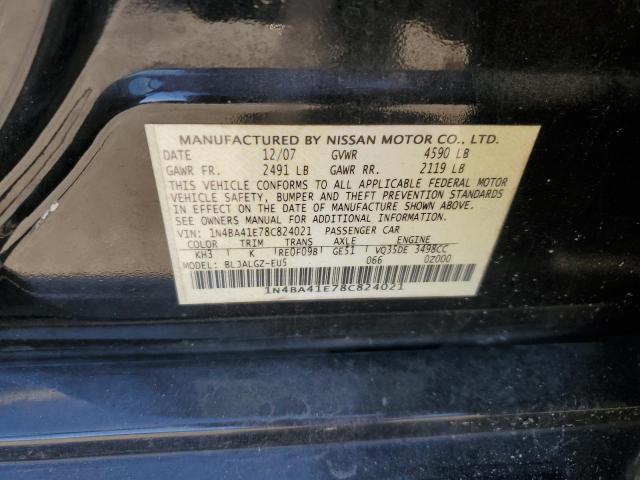 MANUFACTURED BY NISSAN MOTOR CO., LTD.
DATE 12/07 GVWR 4590 LB
GAWR FR. 2491 LB GAWR RR. 2119 LB
THIS VEHICLE CONFORMS TO ALL APPLICABLE FEDERAL MOTOR
VEHICLE SAFETY, BUMPER AND THEFT PREVENTION STANDARDS
IN EFFECT ON THE DATE OF MANUFACTURE SHOWN ABOVE.
SEE OWNERS MANUAL FOR ADDITIONAL INFORMATION.
VIN: 1N4BA41E78C824021 PASSENGER CAR
COLOR TRIM TRANS AXLE ENGINE
KH3 K RE0F09B GE51 VQ35DE 3498CC
MODEL: BLJALGZ-EU5 066 0Z000
1N4BA41E78C824021